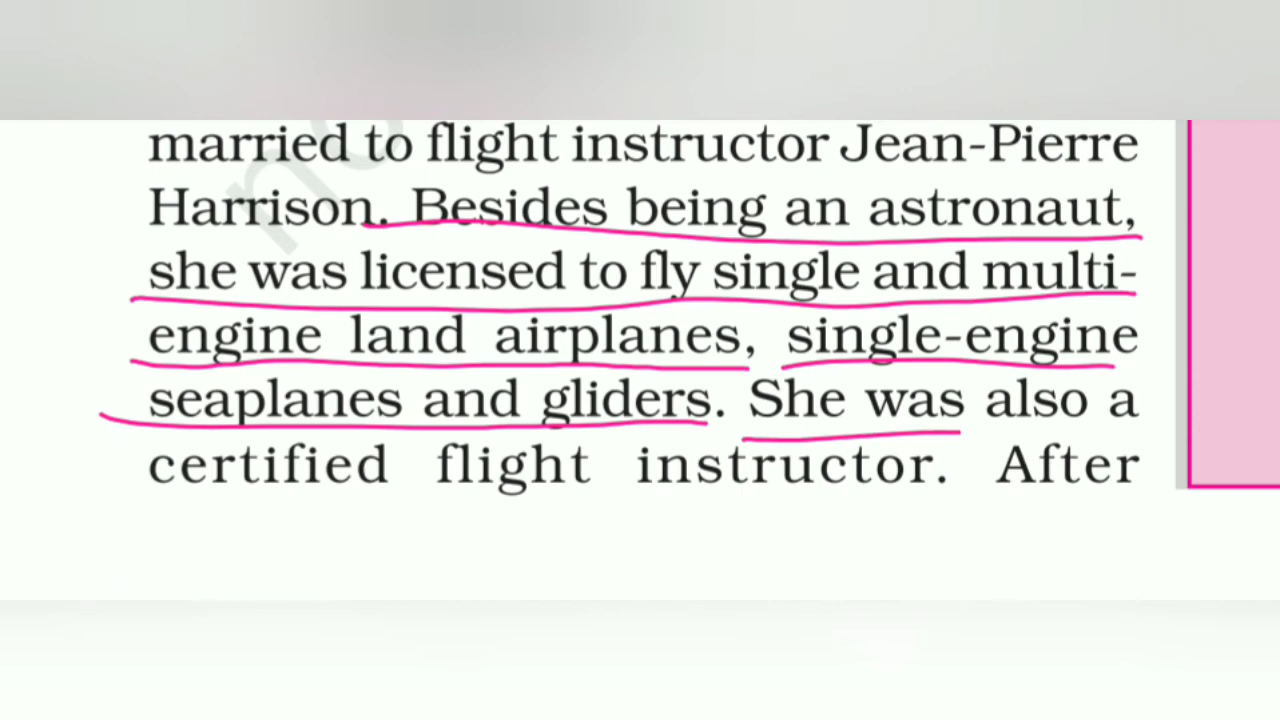 married to flight instructor Jean-Pierre
Harrison. Besides being an astronaut,
she was licensed to fly single and multi-
engine land airplanes, single-engine
seaplanes and gliders. She was also a
certified flight instructor. After